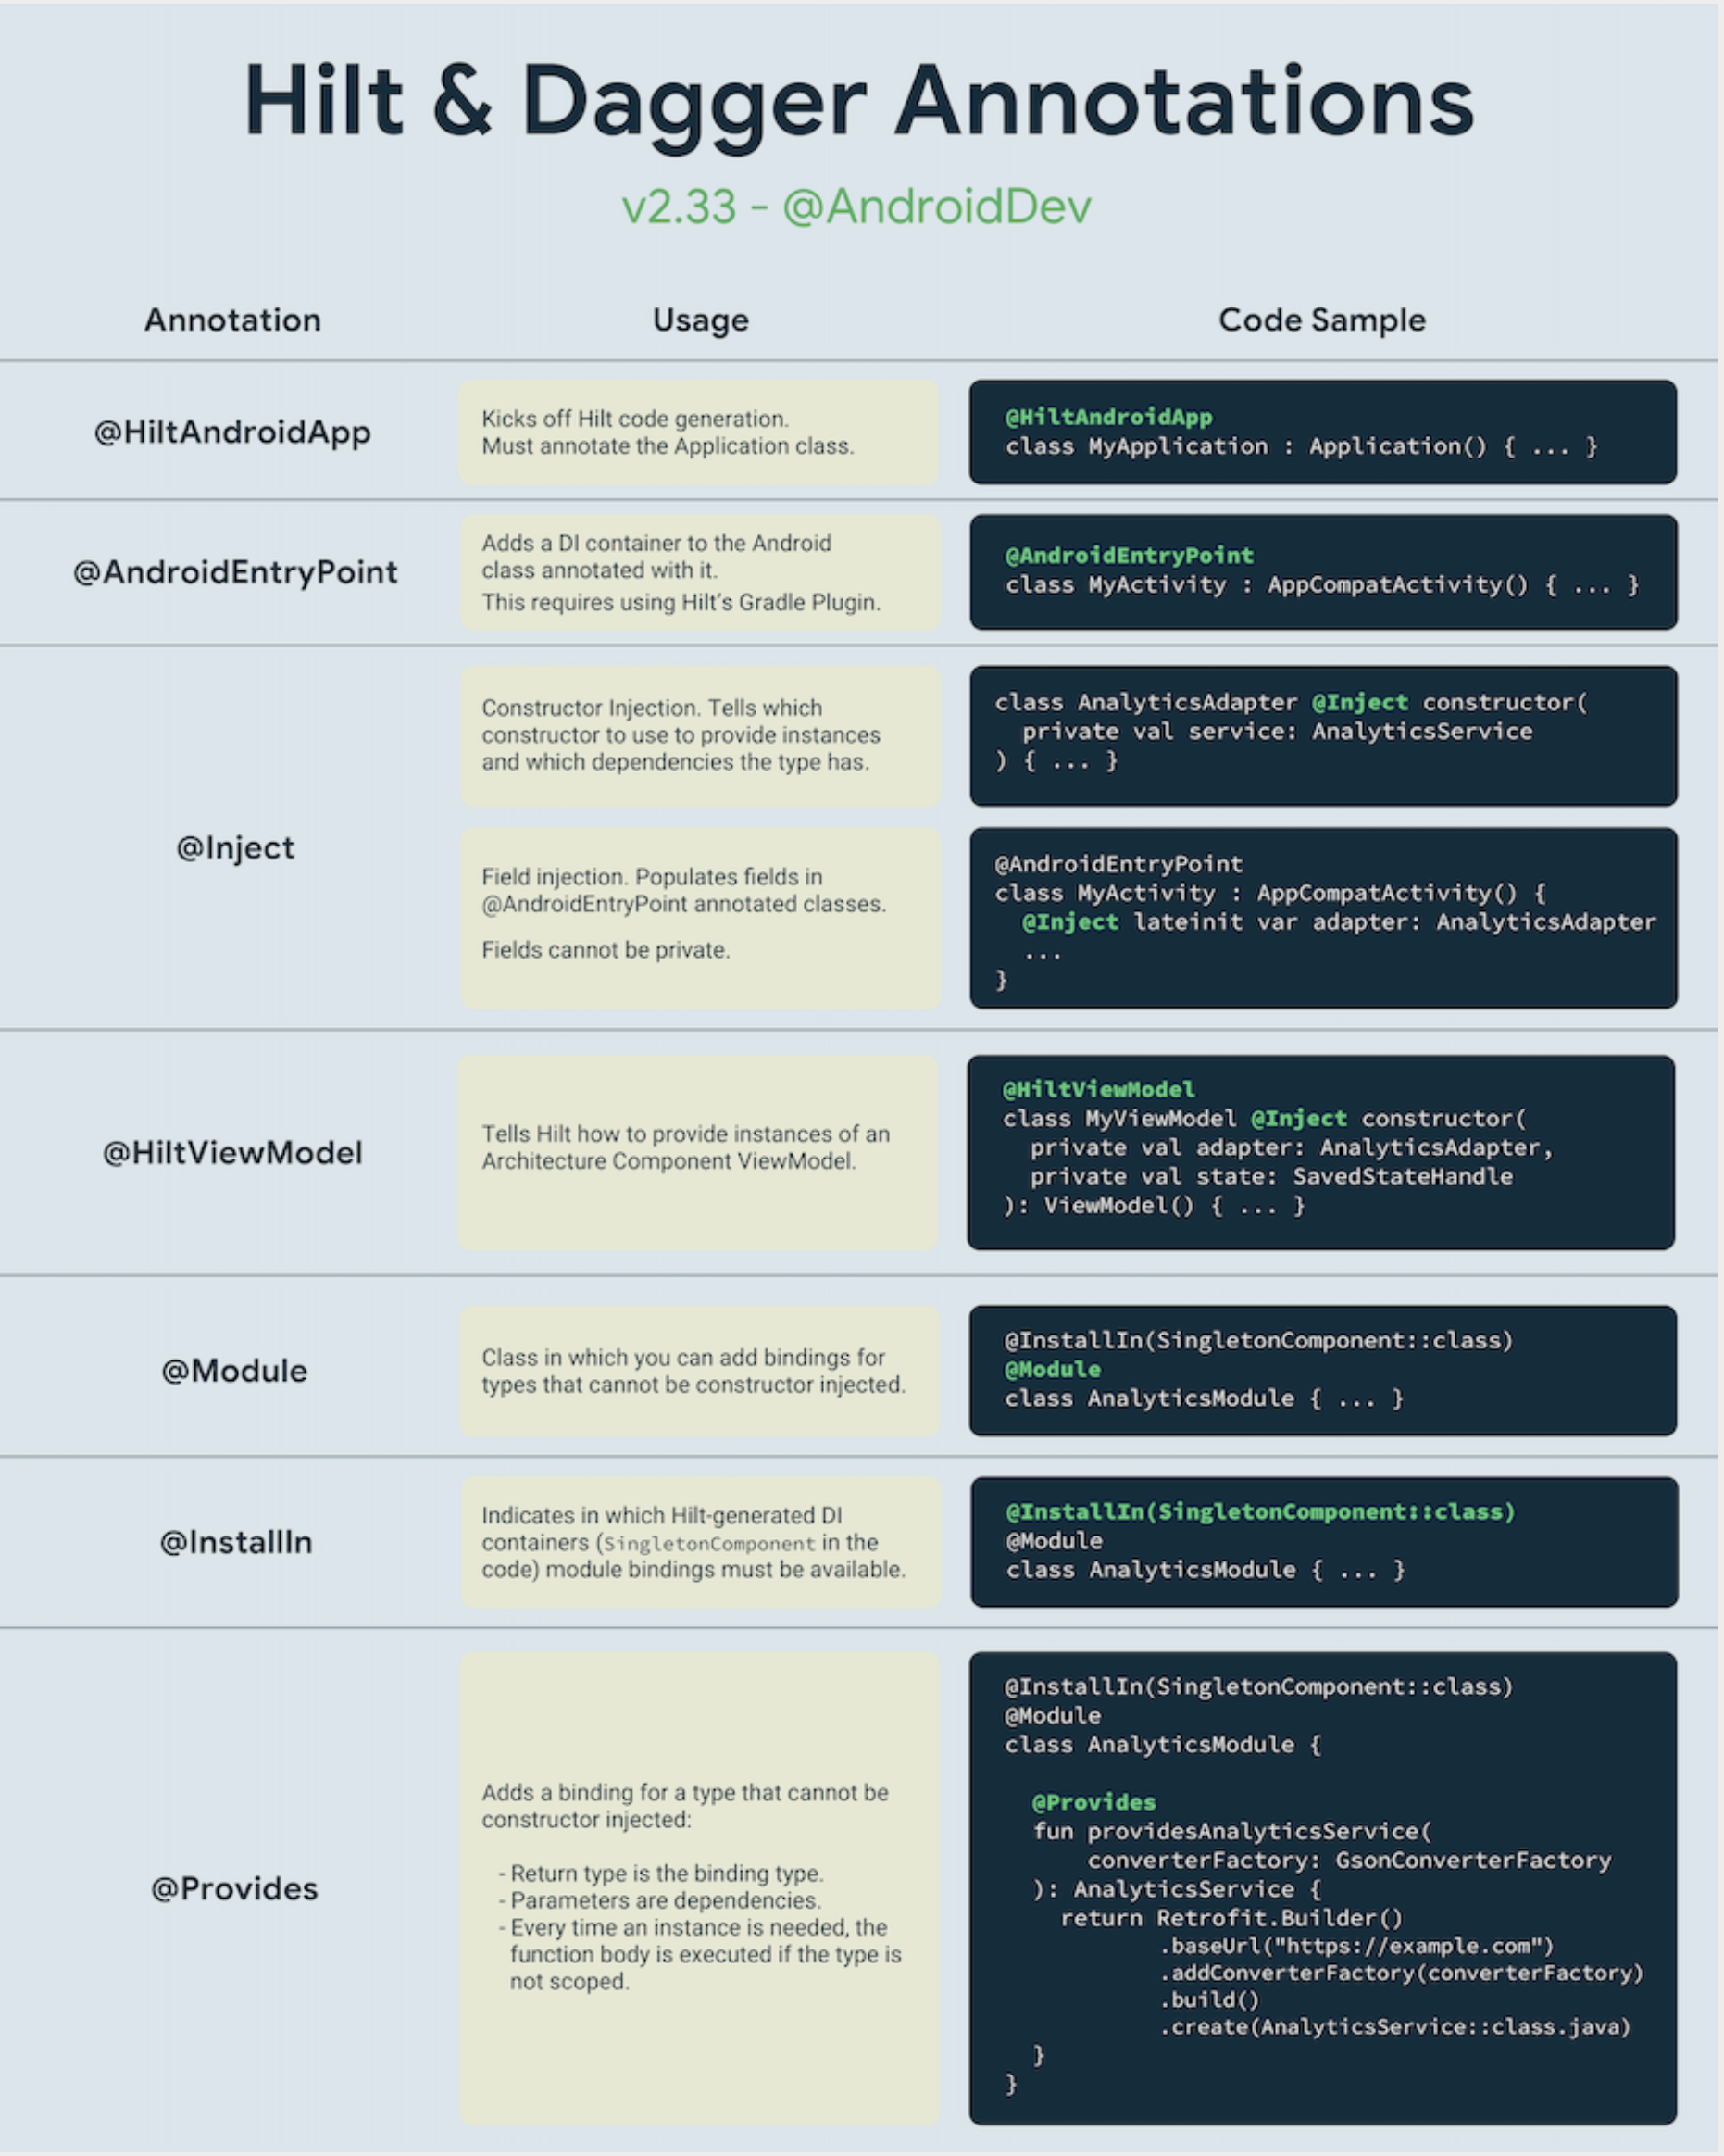 Hilt & Dagger Annotations
v2.33 - @AndroidDev
Annotation
Usage
Code Sample
@HiltAndroidApp
Kicks off Hilt code generation.
Must annotate the Application class.
@HiltAndroidApp
class MyApplication : Application() { ... }
@AndroidEntryPoint
Adds a DI container to the Android
class annotated with it.
This requires using Hilt’s Gradle Plugin.
@AndroidEntryPoint
class MyActivity : AppCompatActivity() { ... }
@Inject
Constructor Injection. Tells which
constructor to use to provide instances
and which dependencies the type has.
class AnalyticsAdapter @Inject constructor(
  private val service: AnalyticsService
) { ... }
Field injection. Populates fields in
@AndroidEntryPoint annotated classes.
Fields cannot be private.
@AndroidEntryPoint
class MyActivity : AppCompatActivity() {
  @Inject lateinit var adapter: AnalyticsAdapter
  ...
}
@HiltViewModel
Tells Hilt how to provide instances of an
Architecture Component ViewModel.
@HiltViewModel
class MyViewModel @Inject constructor(
  private val adapter: AnalyticsAdapter,
  private val state: SavedStateHandle
): ViewModel() { ... }
@Module
Class in which you can add bindings for
types that cannot be constructor injected.
@InstallIn(SingletonComponent::class)
@Module
class AnalyticsModule { ... }
@InstallIn
Indicates in which Hilt-generated DI
containers (SingletonComponent in the
code) module bindings must be available.
@InstallIn(SingletonComponent::class)
@Module
class AnalyticsModule { ... }
@Provides
Adds a binding for a type that cannot be
constructor injected:
- Return type is the binding type.
- Parameters are dependencies.
- Every time an instance is needed, the
function body is executed if the type is
not scoped.
@InstallIn(SingletonComponent::class)
@Module
class AnalyticsModule {
  @Provides
  fun providesAnalyticsService(
      converterFactory: GsonConverterFactory
  ): AnalyticsService {
    return Retrofit.Builder()
           .baseUrl("https://example.com")
           .addConverterFactory(converterFactory)
           .build()
           .create(AnalyticsService::class.java)
  }
}